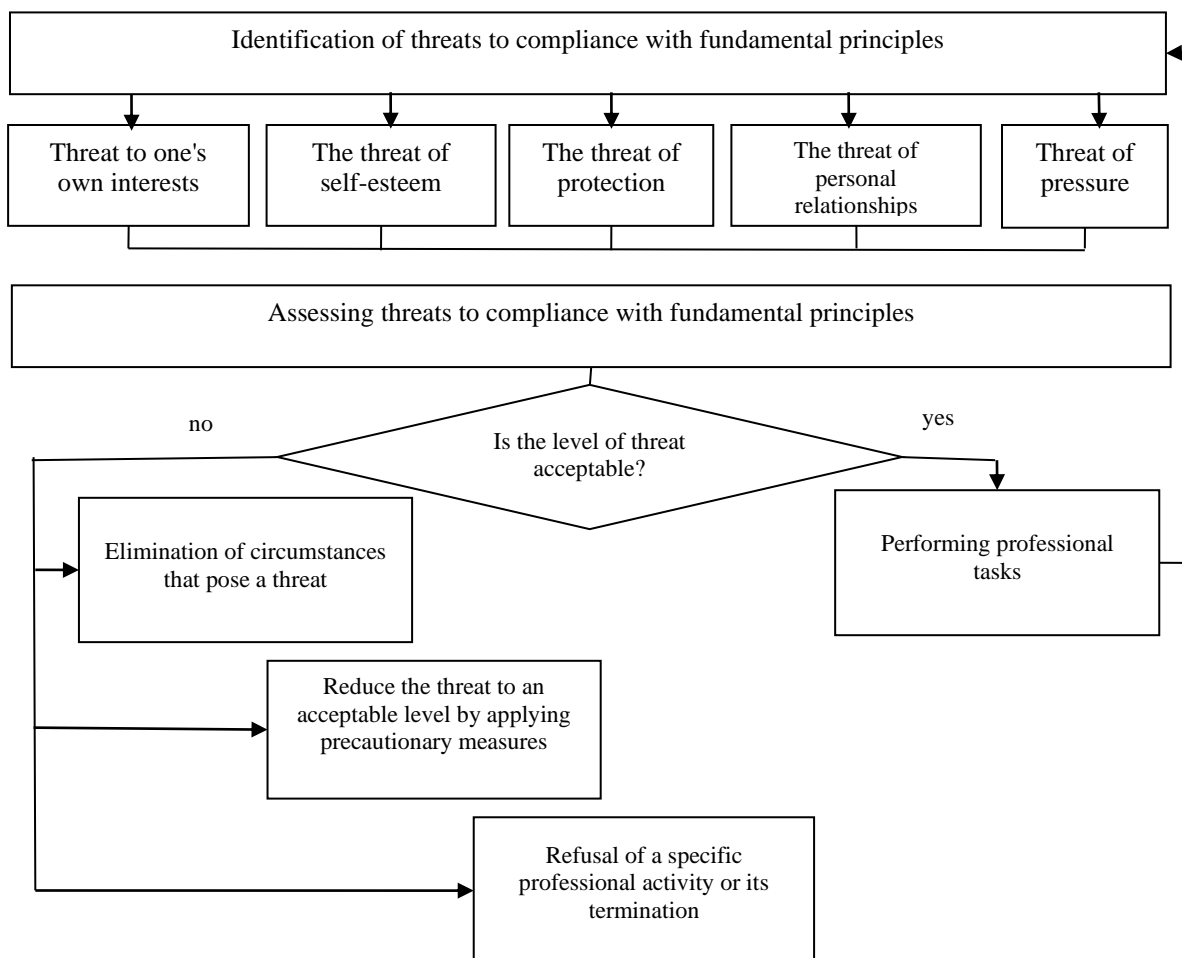 Identification of threats to compliance with fundamental principles
Threat to one's
own interests
The threat of
self-esteem
The threat of
protection
The threat of
personal
relationships
Threat of
pressure
Assessing threats to compliance with fundamental principles
no
yes
Is the level of threat
acceptable?
Elimination of circumstances
that pose a threat
Performing professional
tasks
Reduce the threat to an
acceptable level by applying
precautionary measures
Refusal of a specific
professional activity or its
termination